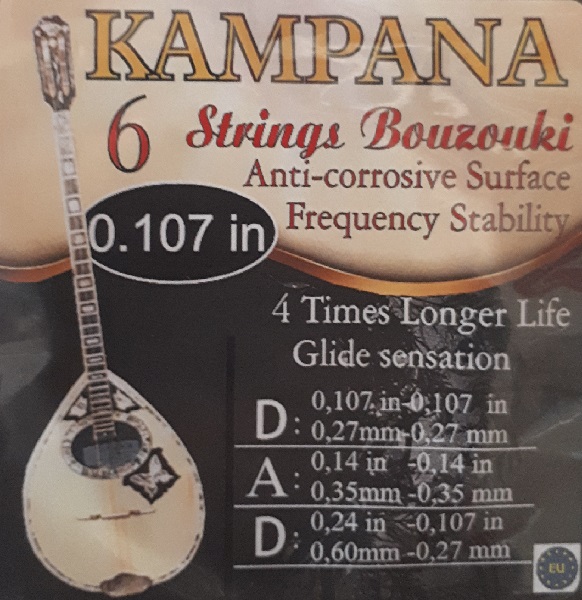 KAMPANA
6 Strings Bouzouki
Anti-corrosive Surface
0.107 in
Frequency Stability
4 Times Longer Life
Glide sensation
D: 0,107 in-0,107 in
0,27mm-0,27 mm
A: 0,14 in -0,14 in
0,35mm -0,35 mm
D: 0,24 in -0,107 in
0,60mm -0,27 mm
EU